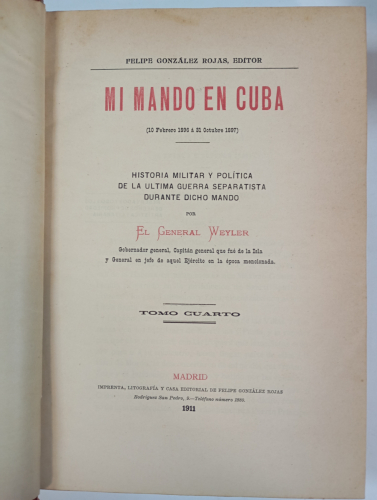 FELIPE GONZÁLEZ ROJAS, EDITOR
MI MANDO EN CUBA
(10 Febrero 1896 á 31 Octubre 1897)
HISTORIA MILITAR Y POLÍTICA
DE LA ULTIMA GUERRA SEPARATISTA
DURANTE DICHO MANDO
POR
EL GENERAL WEYLER
Gobernador general, Capitán general que fué de la Isla
y General en jefe de aquel Ejército en la época mencionada.
TOMO CUARTO
MADRID
IMPRENTA, LITOGRAFÍA Y CASA EDITORIAL DE FELIPE GONZÁLEZ ROJAS
Rodríguez San Pedro, 9.—Teléfono número
1911